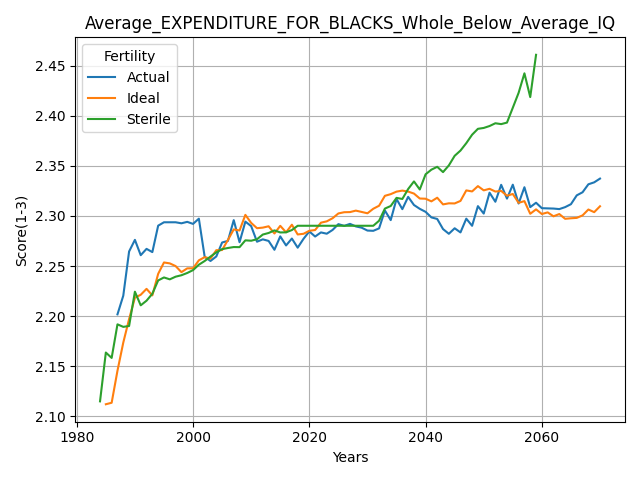 Average_EXPENDITURE_FOR_BLACKS_Whole_Below_Average_IQ
Fertility
Actual
Ideal
Sterile
Score(1-3)
2.45
2.40
2.35
2.30
2.25
2.20
2.15
2.10
1980
2000
2020
2040
2060
Years